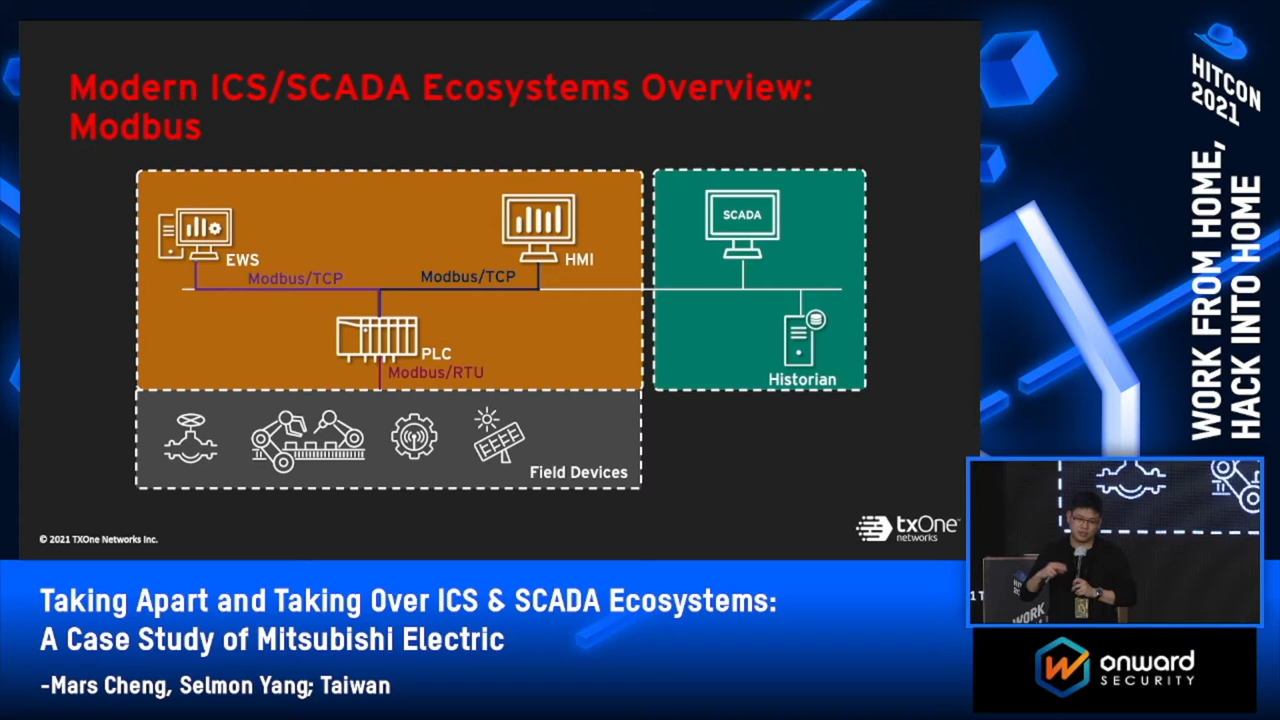 Modern ICS/SCADA Ecosystems Overview:
Modbus
EWS
Modbus/TCP
Modbus/TCP
HMI
SCADA
PLC
Modbus/RTU
Historian
Field Devices
© 2021 TXOne Networks Inc.
txOne
networks
HITCON
2021
WORK FROM HOME,
HACK INTO HOME
Taking Apart and Taking Over ICS & SCADA Ecosystems:
A Case Study of Mitsubishi Electric
-Mars Cheng, Selmon Yang; Taiwan
WORK
onward
SECURITY